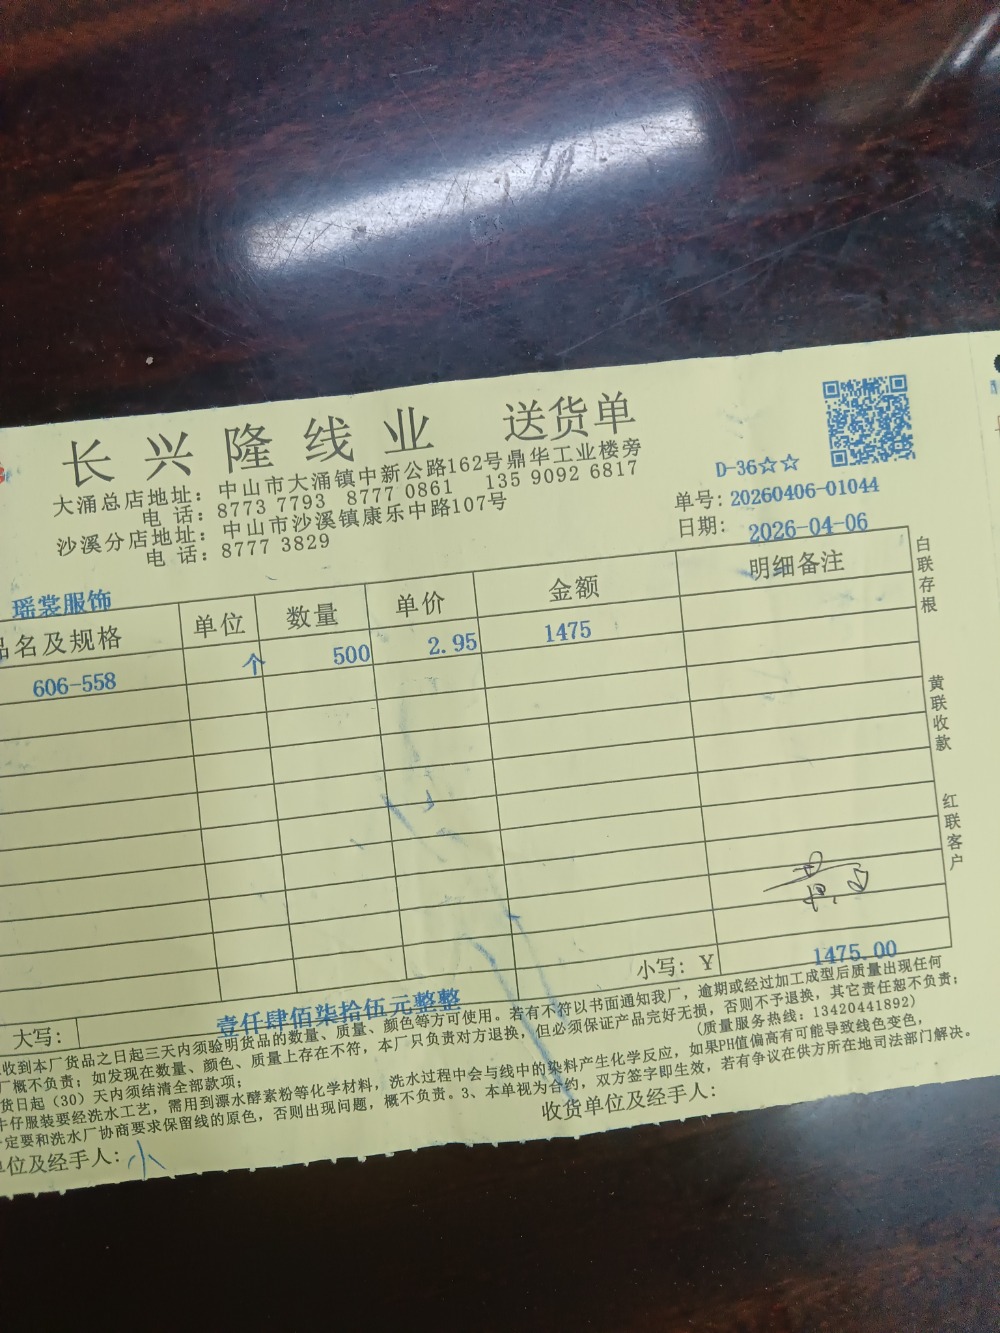 长兴隆线业 送货单
大涌总店地址：中山市大涌镇中新公路162号鼎华工业楼旁
电 话：8773 7793 8777 0861 135 9092 6817
沙溪分店地址：中山市沙溪镇康乐中路107号
电 话：8777 3829
D-36☆☆
单号：20260406-01044
日期：2026-04-06
瑶裳服饰
品名及规格 单位 数量 单价 金额 明细备注
606-558 个 500 2.95 1475
白联存根
黄联收款
红联客户
小写：Y 1475.00
大写：壹仟肆佰柒拾伍元整整
收到本厂货品之日起三天内须验明货品的数量、质量、颜色等方可使用。若有不符以书面通知我厂，逾期或经过加工成型后质量出现任何
厂概不负责；如发现在数量、颜色、质量上存在不符，本厂只负责对方退换，但必须保证产品完好无损，否则不予退换，其它责任恕不负责；
货日起（30）天内须结清全部款项；
(质量服务热线：13420441892)
牛仔服装要经洗水工艺，需用到漂水酵素粉等化学材料，洗水过程中会与线中的染料产生化学反应，如果PH值偏高有可能导致线色变色，
一定要和洗水厂协商要求保留线的原色，否则出现问题，概不负责。3、本单视为合约，双方签字即生效，若有争议在供方所在地司法部门解决。
单位及经手人：小
收货单位及经手人：